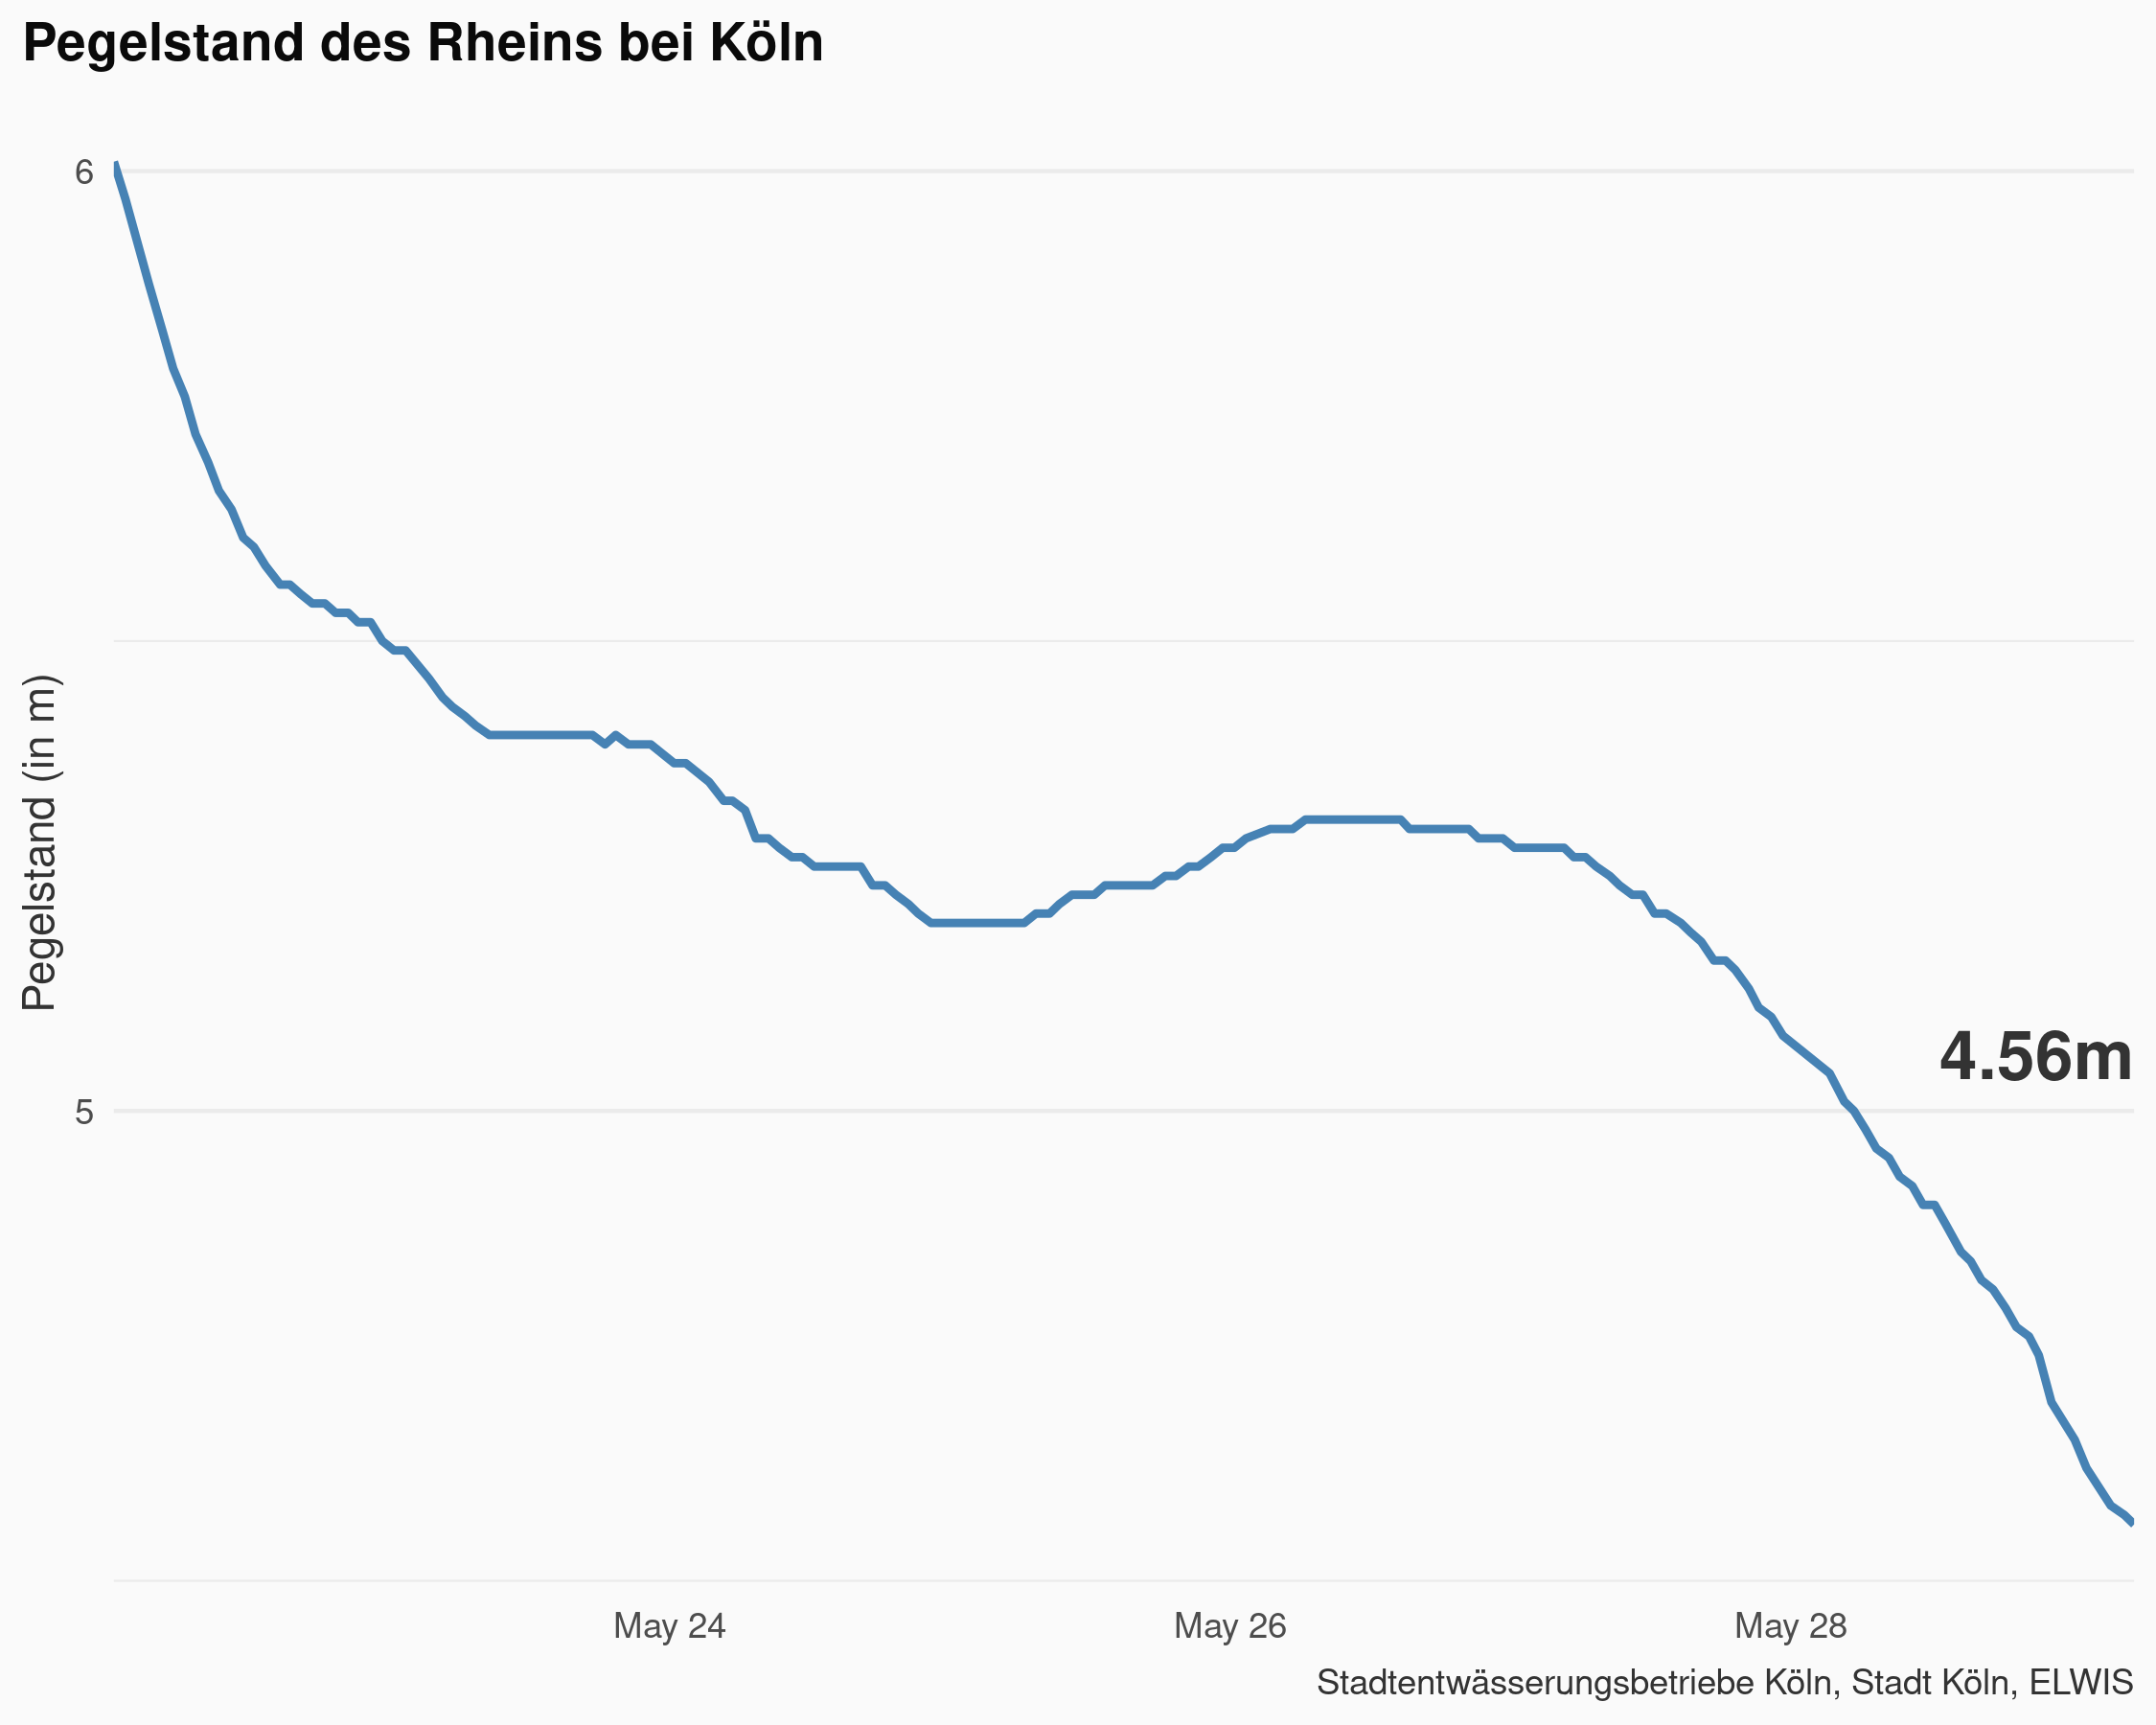 Pegelstand des Rheins bei Köln
6
Pegelstand (in m)
4.56m
5
May 24 May 26 May 28
Stadtentwässerungsbetriebe Köln, Stadt Köln, ELWIS